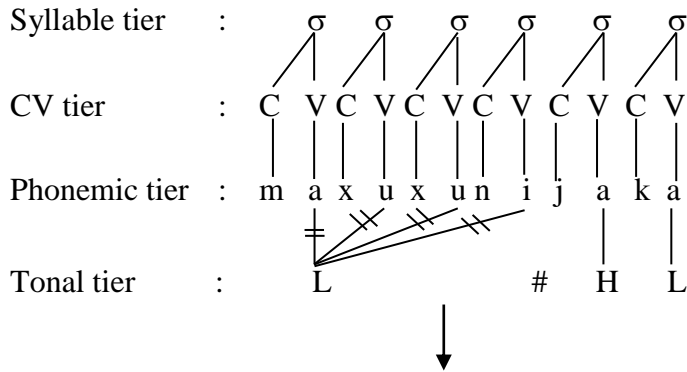 Syllable tier : σ σ σ σ σ σ
CV tier : C V C V C V C V C V C V
Phonemic tier : m a x u x u n i j a k a
Tonal tier : L # H L